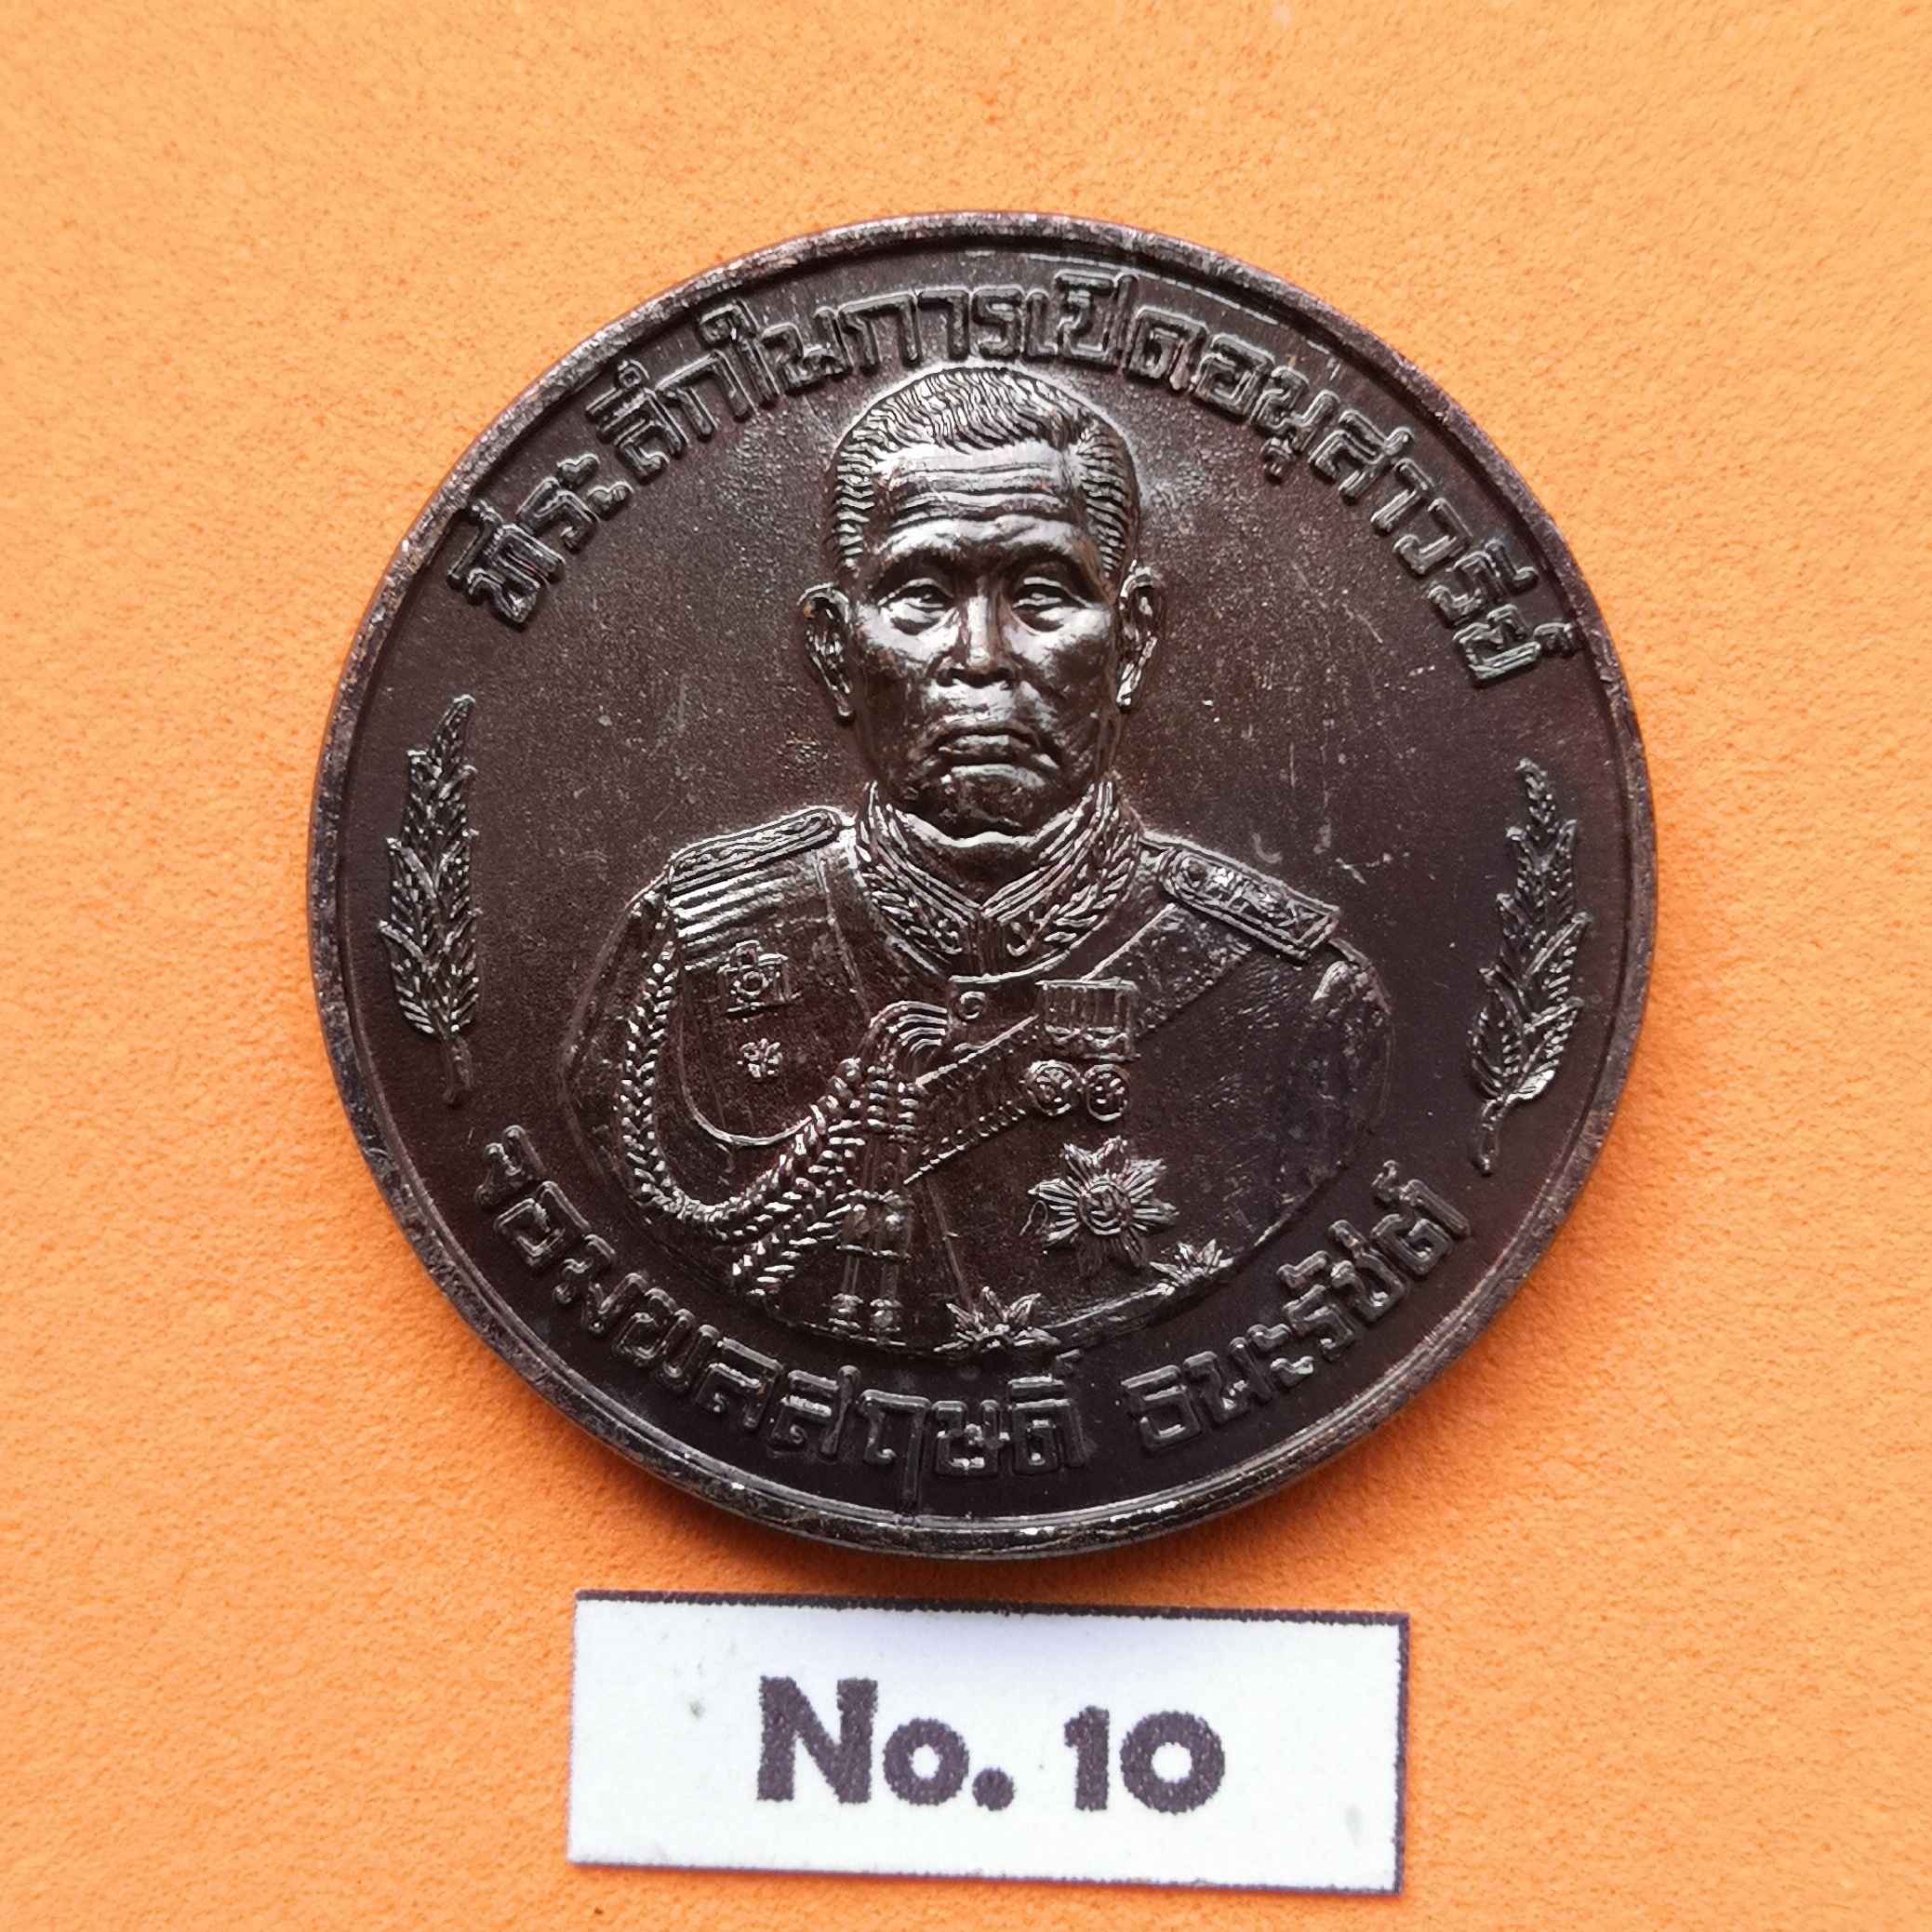 ที่ระลึกในการเปิดอนุสาวรีย์
จอมพลสฤษดิ์ ธนะรัชต์
No. 10